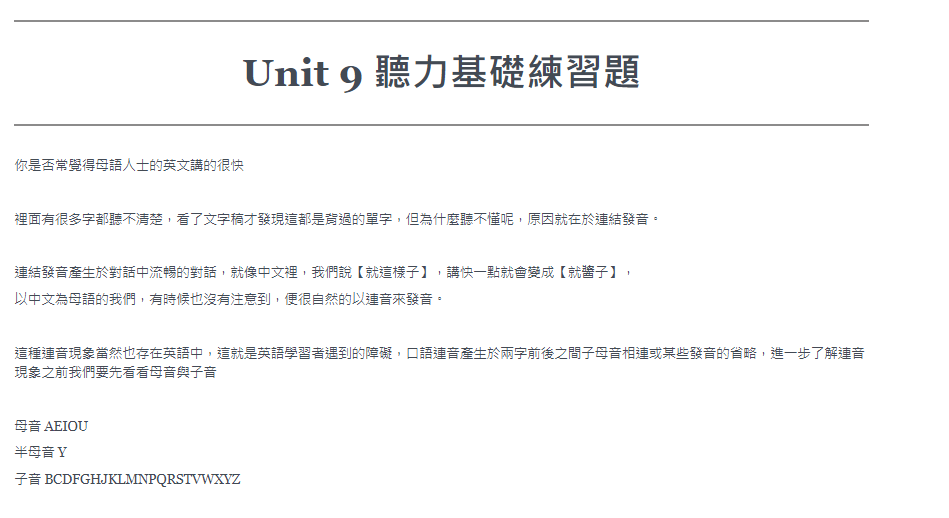 Unit 9 聽力基礎練習題
你是否常覺得母語人士的英文講的很快
裡面有很多字都聽不清楚，看了文字稿才發現這都是背過的單字，但為什麼聽不懂呢，原因就在於連結發音。
連結發音產生於對話中流暢的對話，就像中文裡，我們說【就這樣子】，講快一點就會變成【就醬子】，
以中文為母語的我們，有時候也沒有注意到，便很自然的以連音來發音。
這種連音現象當然也存在英語中，這就是英語學習者遇到的障礙，口語連音產生於兩字前後之間子母音相連或某些發音的省略，進一步了解連音
現象之前我們要先看看母音與子音
母音 AEIOU
半母音 Y
子音 BCDFGHJKLMNPQRSTVWXYZ